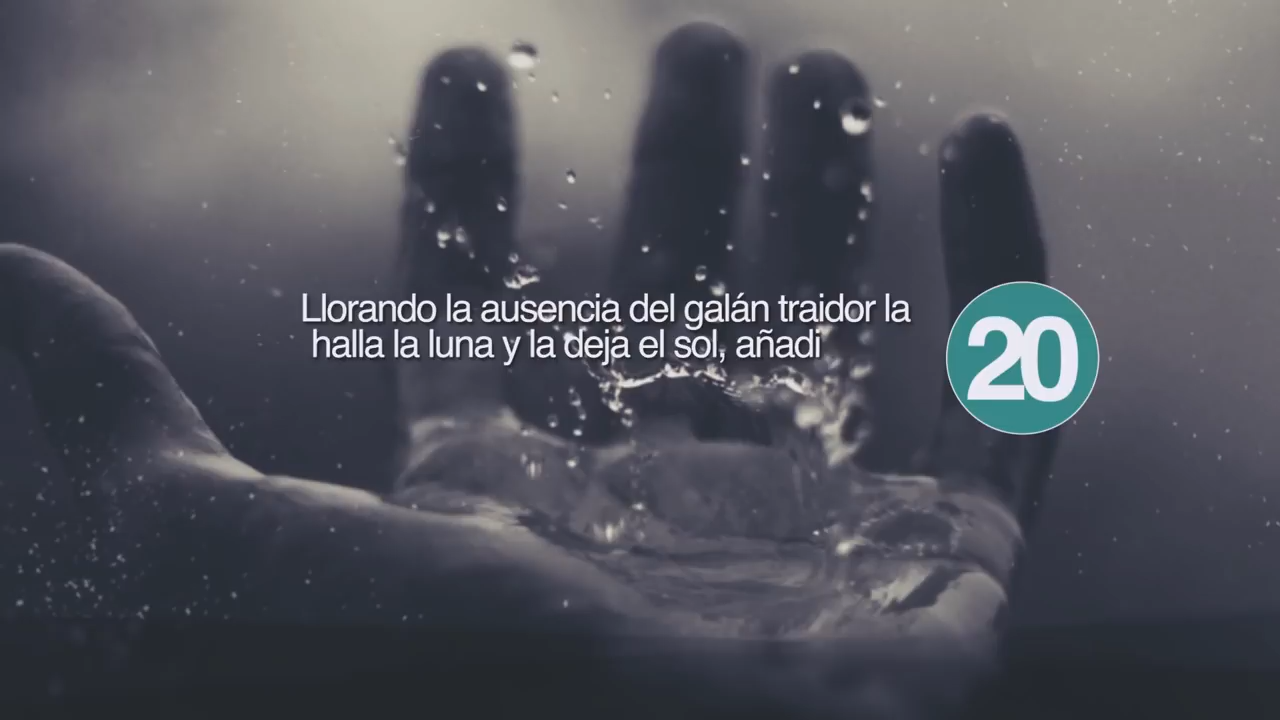 Llorando la ausencia del galán traidor la
halla la luna y la deja el sol, añadi
20